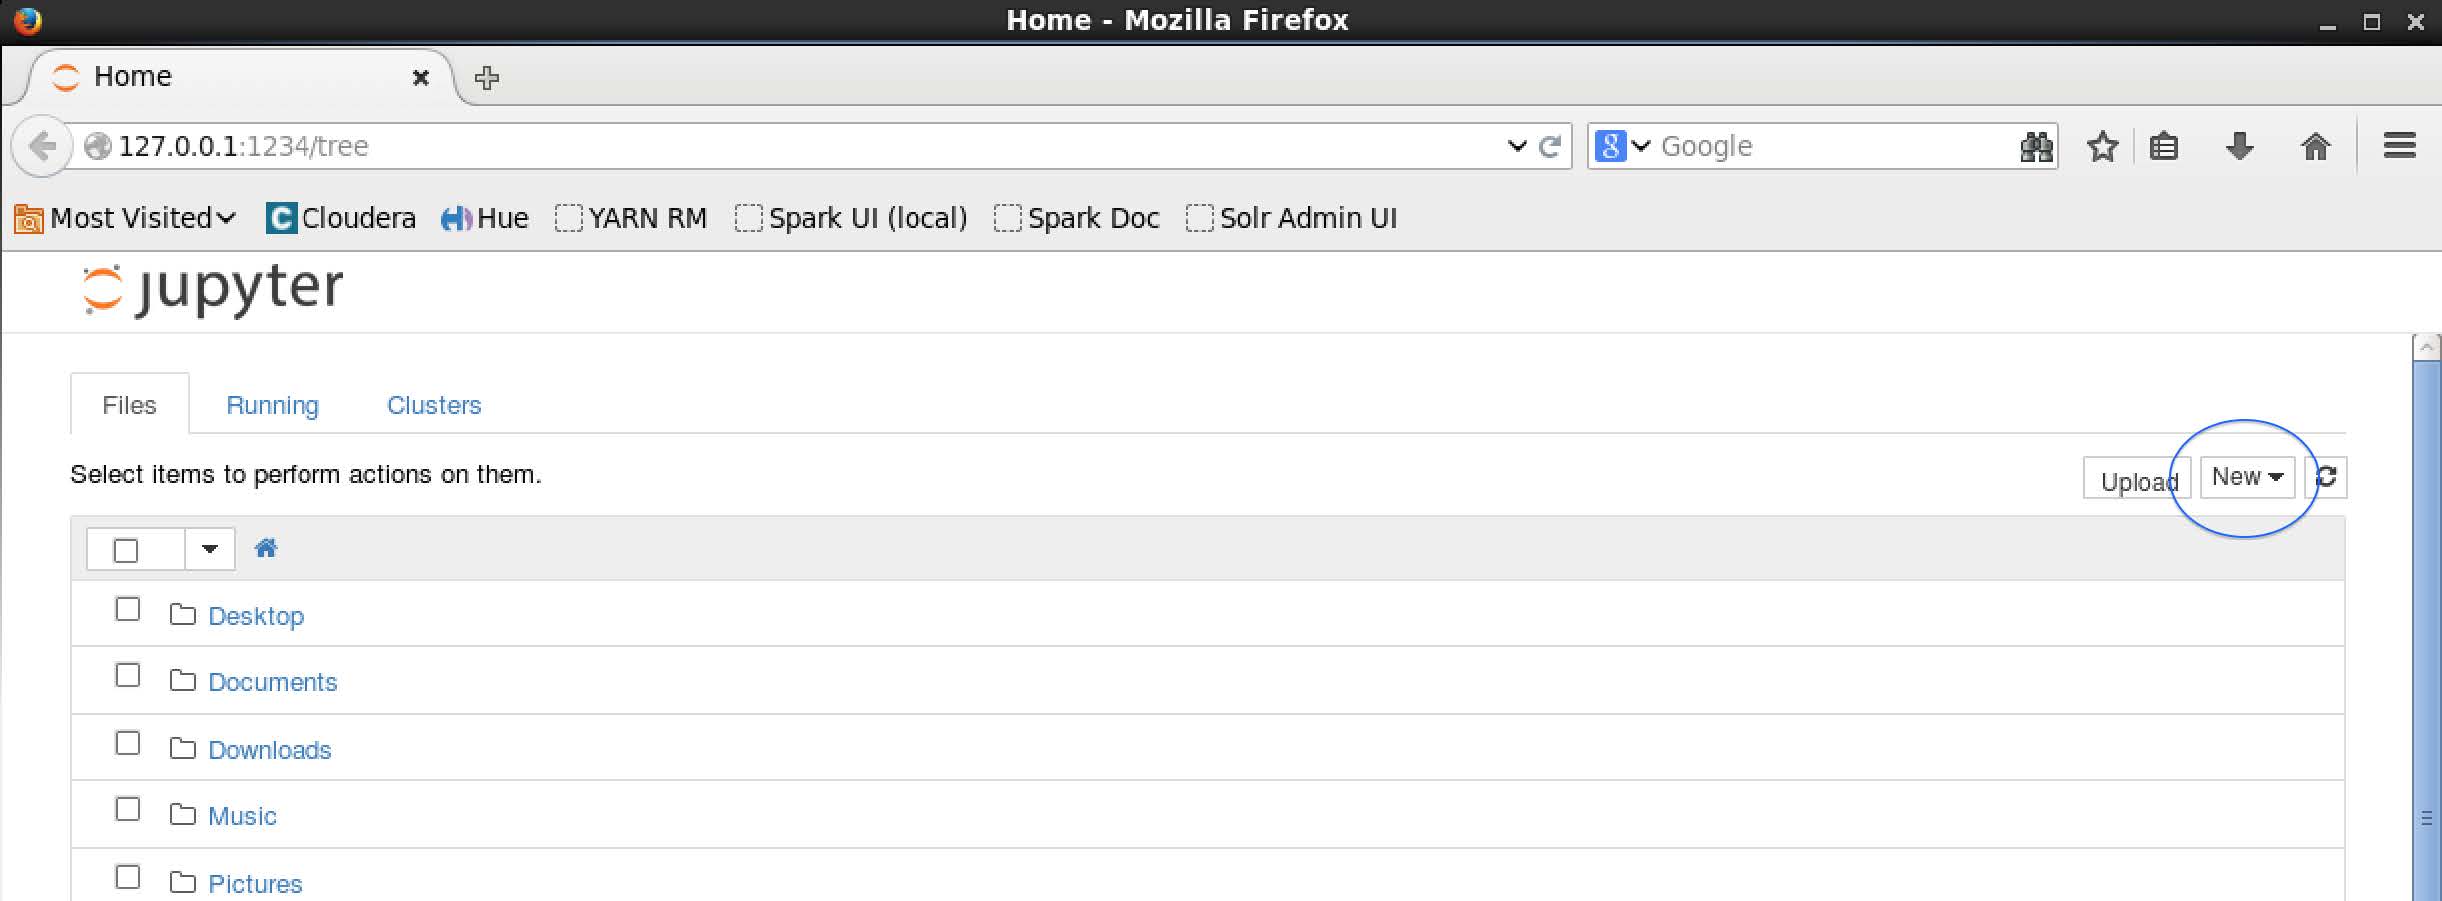 Home - Mozilla Firefox
Home
127.0.0.1:1234/tree
Google
Most Visited Cloudera Hue YARN RM Spark UI (local) Spark Doc Solr Admin UI
jupyter
Files Running Clusters
Select items to perform actions on them. Upload New
Desktop
Documents
Downloads
Music
Pictures